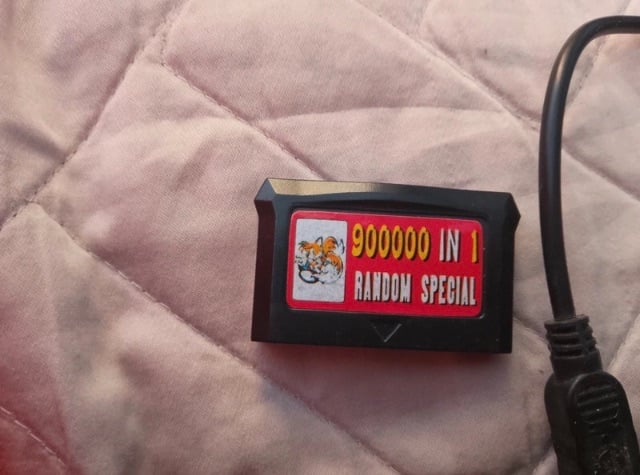 900000 IN 1
RANDOM SPECIAL